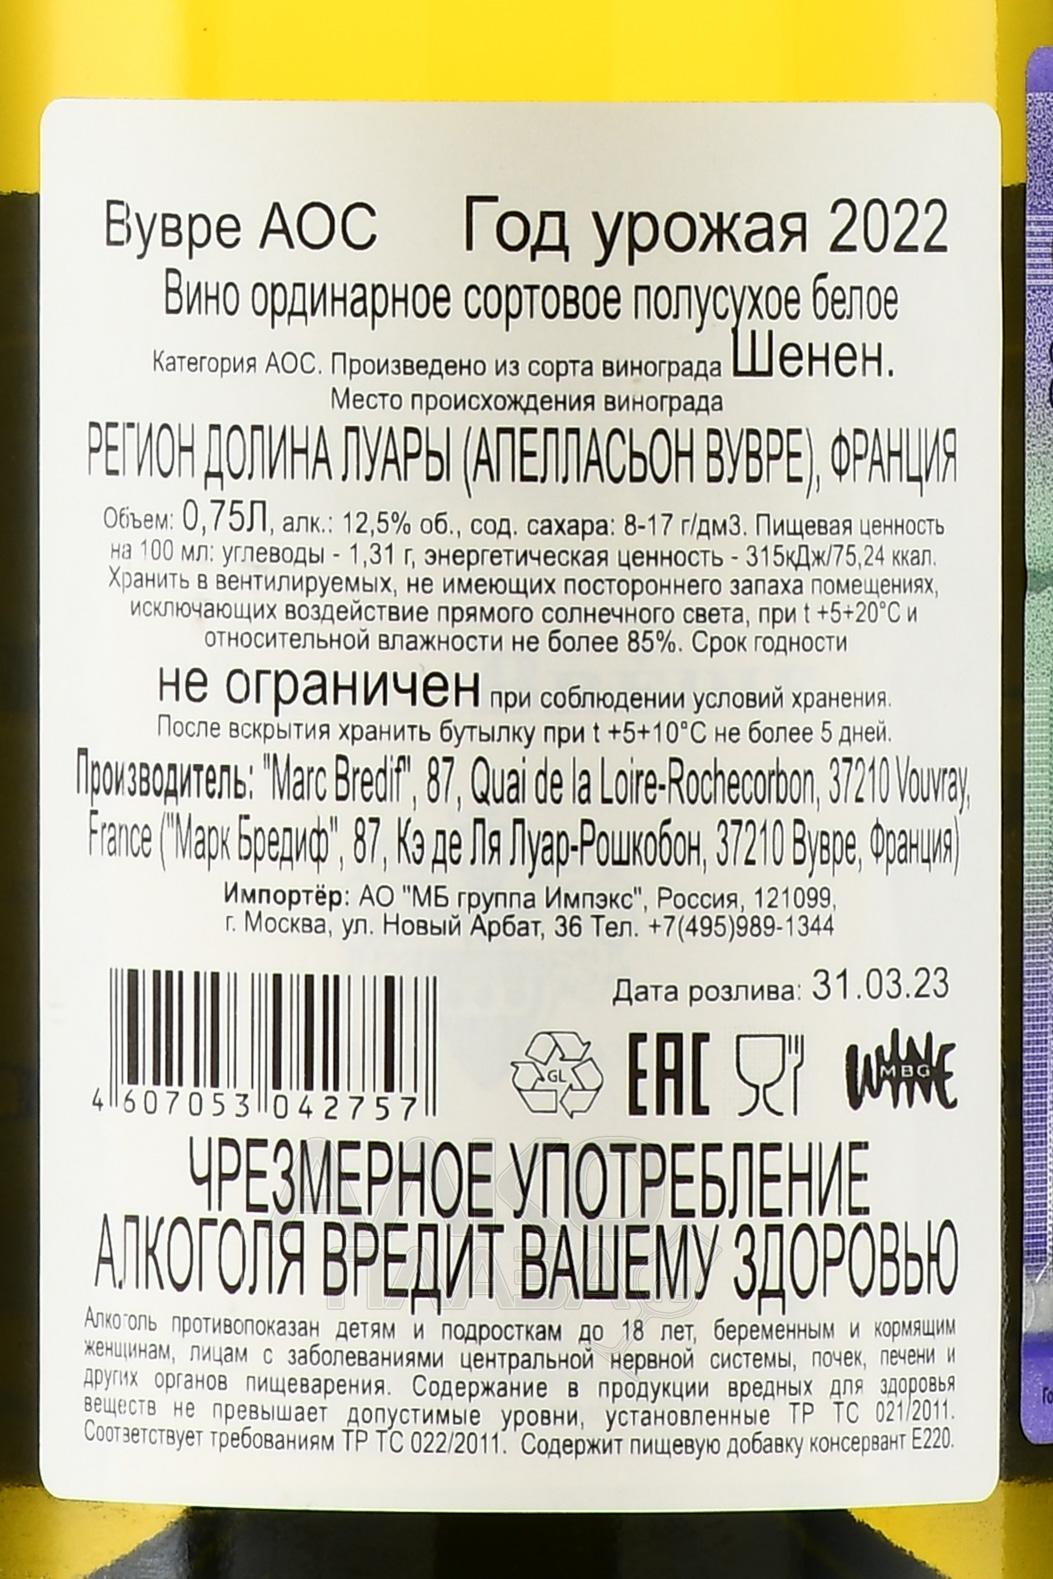 Вувре АОС Год урожая 2022
Вино ординарное сортовое полусухое белое
Категория АОС. Произведено из сорта винограда Шенен.
Место происхождения винограда
РЕГИОН ДОЛИНА ЛУАРЫ (АПЕЛЛАСЬОН ВУВРЕ), ФРАНЦИЯ
Объем: 0,75Л, алк.: 12,5% об., сод. сахара: 8-17 г/дм3. Пищевая ценность
на 100 мл: углеводы - 1,31 г, энергетическая ценность - 315кДж/75,24 ккал.
Хранить в вентилируемых, не имеющих постороннего запаха помещениях,
исключающих воздействие прямого солнечного света, при t +5+20°С и
относительной влажности не более 85%. Срок годности
не ограничен при соблюдении условий хранения.
После вскрытия хранить бутылку при t +5+10°С не более 5 дней.
Производитель: "Marc Bredif", 87, Quai de la Loire-Rochecorbon, 37210 Vouvray,
France ("Марк Бредиф", 87, Кэ де Ля Луар-Рошкобон, 37210 Вувре, Франция)
Импортёр: АО "МБ группа Импэкс", Россия, 121099,
г. Москва, ул. Новый Арбат, 36 Тел. +7(495)989-1344
Дата розлива: 31.03.23
GL EAC WINE MBG
4 607053 042757
ЧРЕЗМЕРНОЕ УПОТРЕБЛЕНИЕ
АЛКОГОЛЯ ВРЕДИТ ВАШЕМУ ЗДОРОВЬЮ
Алкоголь противопоказан детям и подросткам до 18 лет, беременным и кормящим
женщинам, лицам с заболеваниями центральной нервной системы, почек, печени и
других органов пищеварения. Содержание в продукции вредных для здоровья
веществ не превышает допустимые уровни, установленные ТР ТС 021/2011.
Соответствует требованиям ТР ТС 022/2011. Содержит пищевую добавку консервант Е220.